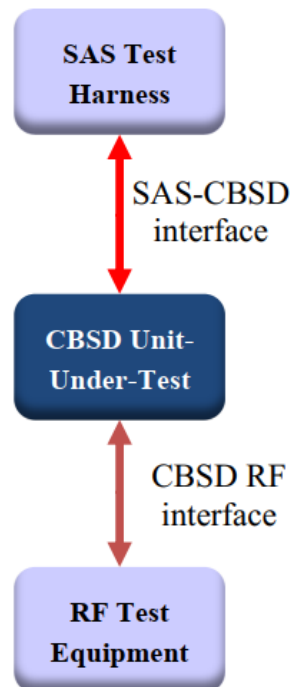 SAS Test
Harness
SAS-CBSD
interface
CBSD Unit-
Under-Test
CBSD RF
interface
RF Test
Equipment